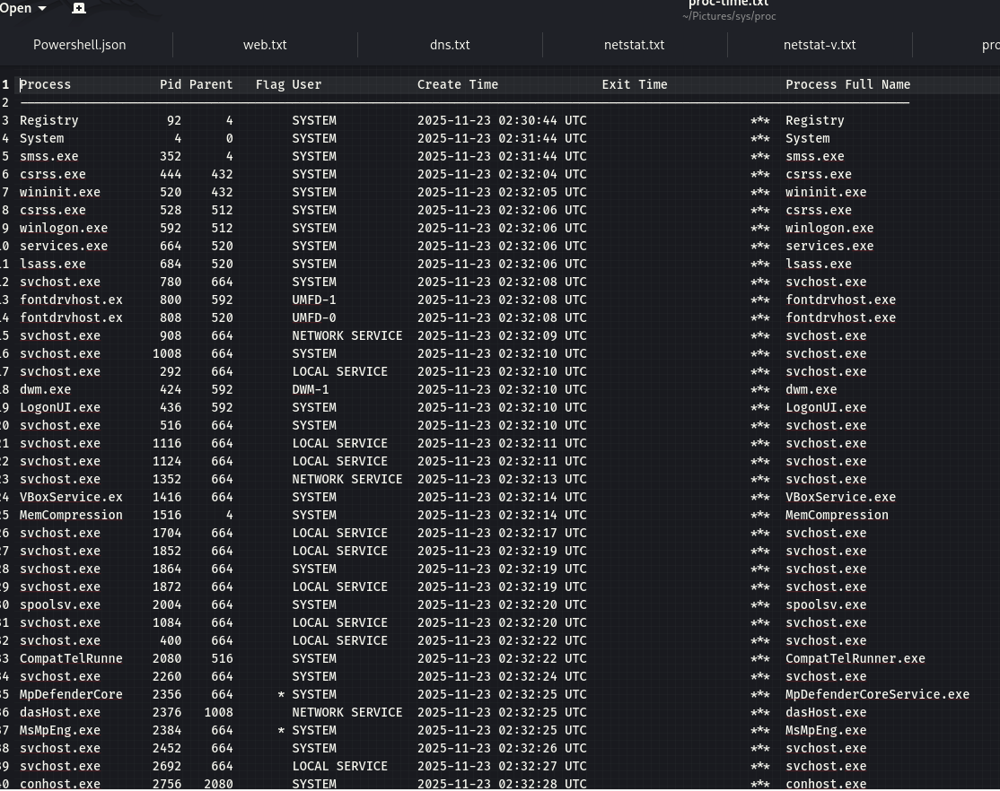 Open
proc-time.txt
~/Pictures/sys/proc
Powershell.json web.txt dns.txt netstat.txt netstat-v.txt
1 Process Pid Parent Flag User Create Time Exit Time Process Full Name
2
3 Registry 92 4 SYSTEM 2025-11-23 02:30:44 UTC *** Registry
4 System 4 0 SYSTEM 2025-11-23 02:31:44 UTC *** System
5 smss.exe 352 4 SYSTEM 2025-11-23 02:31:44 UTC *** smss.exe
6 csrss.exe 444 432 SYSTEM 2025-11-23 02:32:04 UTC *** csrss.exe
7 wininit.exe 520 432 SYSTEM 2025-11-23 02:32:05 UTC *** wininit.exe
8 csrss.exe 528 512 SYSTEM 2025-11-23 02:32:06 UTC *** csrss.exe
9 winlogon.exe 592 512 SYSTEM 2025-11-23 02:32:06 UTC *** winlogon.exe
0 services.exe 664 520 SYSTEM 2025-11-23 02:32:06 UTC *** services.exe
1 lsass.exe 684 520 SYSTEM 2025-11-23 02:32:06 UTC *** lsass.exe
2 svchost.exe 780 664 SYSTEM 2025-11-23 02:32:08 UTC *** svchost.exe
3 fontdrvhost.ex 800 592 UMFD-1 2025-11-23 02:32:08 UTC *** fontdrvhost.exe
4 fontdrvhost.ex 808 520 UMFD-0 2025-11-23 02:32:08 UTC *** fontdrvhost.exe
5 svchost.exe 908 664 NETWORK SERVICE 2025-11-23 02:32:09 UTC *** svchost.exe
6 svchost.exe 1008 664 SYSTEM 2025-11-23 02:32:10 UTC *** svchost.exe
7 svchost.exe 292 664 LOCAL SERVICE 2025-11-23 02:32:10 UTC *** svchost.exe
8 dwm.exe 424 592 DWM-1 2025-11-23 02:32:10 UTC *** dwm.exe
9 LogonUI.exe 436 592 SYSTEM 2025-11-23 02:32:10 UTC *** LogonUI.exe
20 svchost.exe 516 664 SYSTEM 2025-11-23 02:32:10 UTC *** svchost.exe
21 svchost.exe 1116 664 LOCAL SERVICE 2025-11-23 02:32:11 UTC *** svchost.exe
22 svchost.exe 1124 664 LOCAL SERVICE 2025-11-23 02:32:11 UTC *** svchost.exe
23 svchost.exe 1352 664 NETWORK SERVICE 2025-11-23 02:32:13 UTC *** svchost.exe
24 VBoxService.ex 1416 664 SYSTEM 2025-11-23 02:32:14 UTC *** VBoxService.exe
25 MemCompression 1516 4 SYSTEM 2025-11-23 02:32:14 UTC *** MemCompression
26 svchost.exe 1704 664 LOCAL SERVICE 2025-11-23 02:32:17 UTC *** svchost.exe
27 svchost.exe 1852 664 LOCAL SERVICE 2025-11-23 02:32:19 UTC *** svchost.exe
28 svchost.exe 1864 664 SYSTEM 2025-11-23 02:32:19 UTC *** svchost.exe
29 svchost.exe 1872 664 LOCAL SERVICE 2025-11-23 02:32:19 UTC *** svchost.exe
30 spoolsv.exe 2004 664 SYSTEM 2025-11-23 02:32:20 UTC *** spoolsv.exe
31 svchost.exe 1084 664 LOCAL SERVICE 2025-11-23 02:32:20 UTC *** svchost.exe
32 svchost.exe 400 664 LOCAL SERVICE 2025-11-23 02:32:22 UTC *** svchost.exe
33 CompatTelRunne 2080 516 SYSTEM 2025-11-23 02:32:22 UTC *** CompatTelRunner.exe
34 svchost.exe 2260 664 SYSTEM 2025-11-23 02:32:24 UTC *** svchost.exe
35 MpDefenderCore 2356 664 * SYSTEM 2025-11-23 02:32:25 UTC *** MpDefenderCoreService.exe
36 dasHost.exe 2376 1008 NETWORK SERVICE 2025-11-23 02:32:25 UTC *** dasHost.exe
37 MsMpEng.exe 2384 664 * SYSTEM 2025-11-23 02:32:25 UTC *** MsMpEng.exe
38 svchost.exe 2452 664 SYSTEM 2025-11-23 02:32:26 UTC *** svchost.exe
39 svchost.exe 2692 664 LOCAL SERVICE 2025-11-23 02:32:27 UTC *** svchost.exe
40 conhost.exe 2756 2080 SYSTEM 2025-11-23 02:32:28 UTC *** conhost.exe